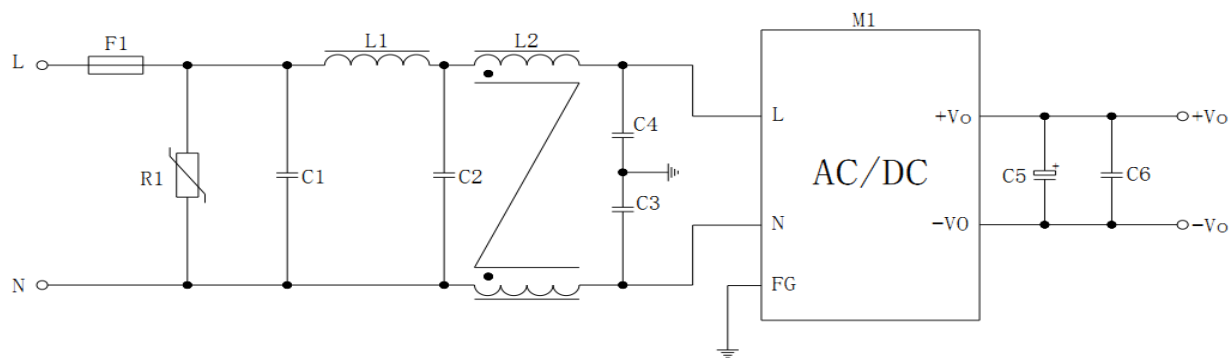 M1
F1 L1 L2
L
C4 L +Vo +Vo
R1 C1 C2 AC/DC C5 + C6
C3
N -VO -Vo
N FG